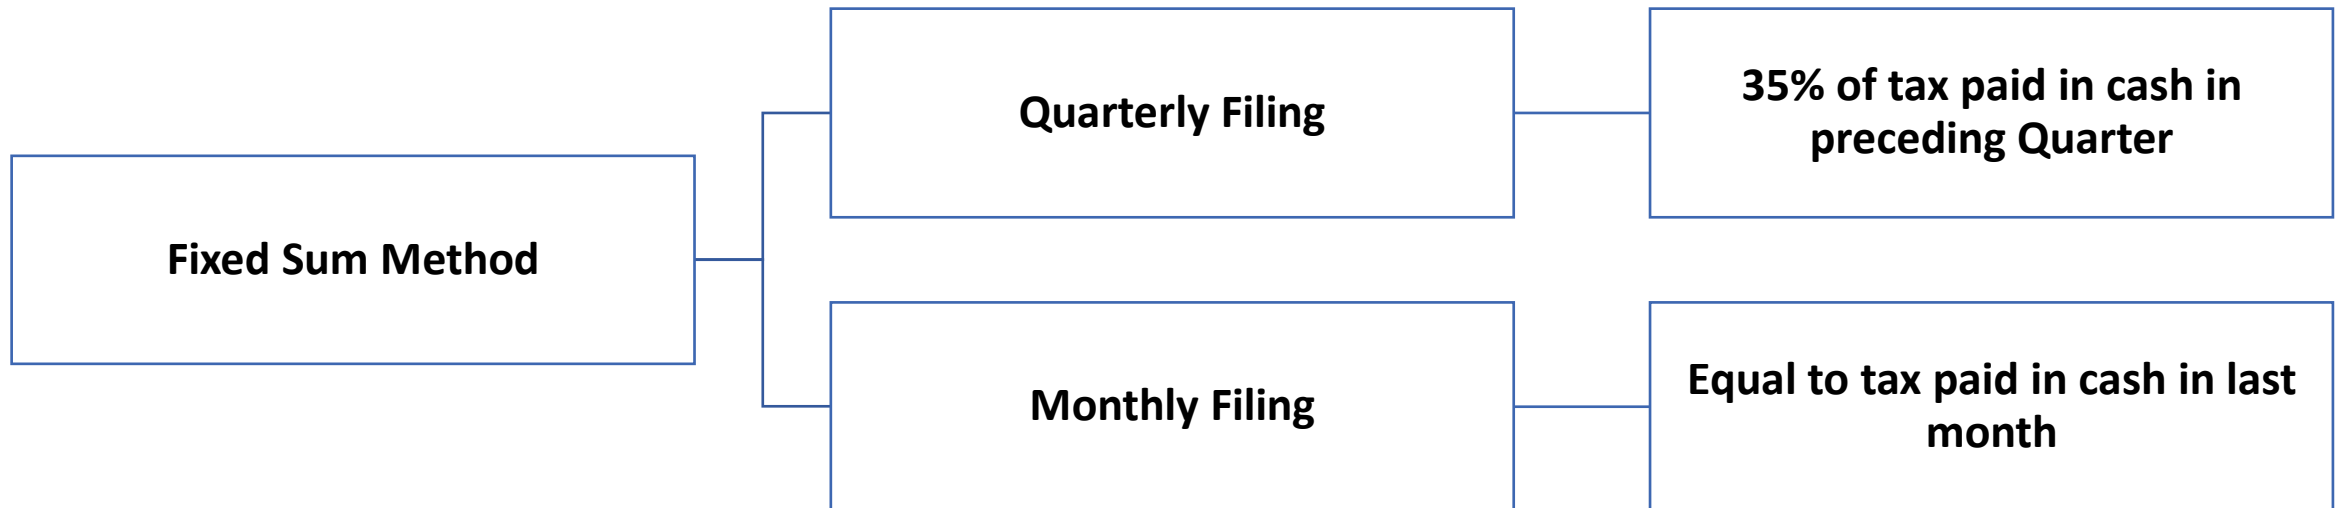 Fixed Sum Method
Quarterly Filing
35% of tax paid in cash in
preceding Quarter
Monthly Filing
Equal to tax paid in cash in last
month